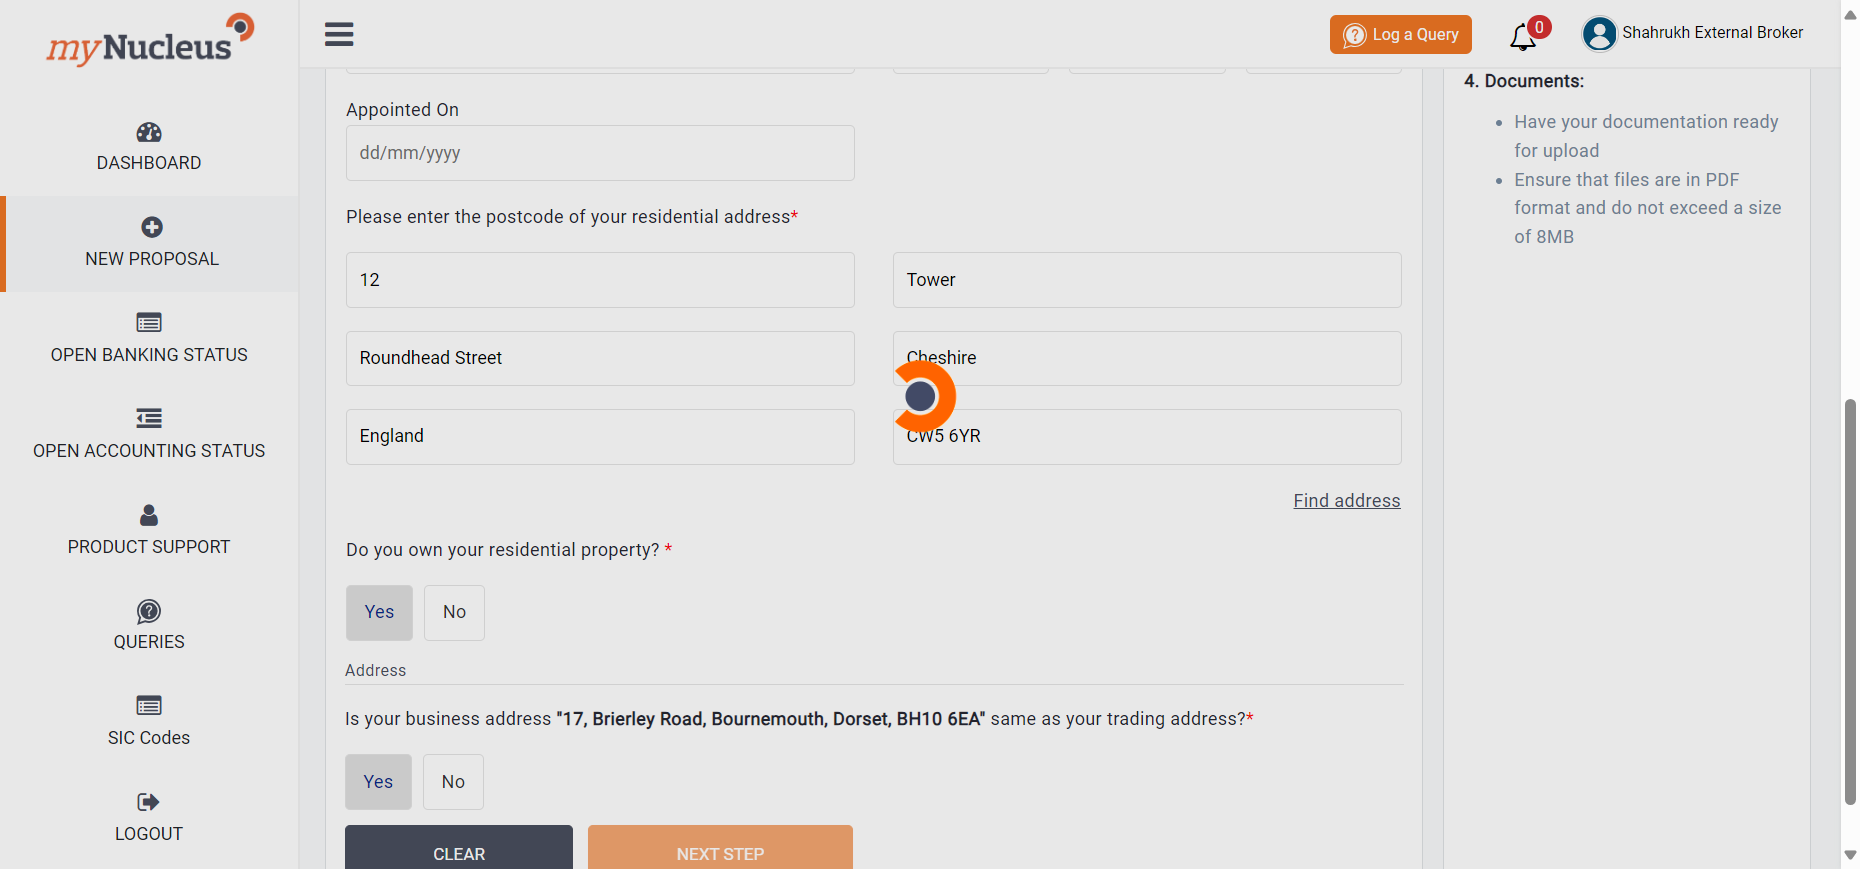 myNucleus
Log a Query
0
Shahrukh External Broker
DASHBOARD
NEW PROPOSAL
OPEN BANKING STATUS
OPEN ACCOUNTING STATUS
PRODUCT SUPPORT
QUERIES
SIC Codes
LOGOUT
Appointed On
dd/mm/yyyy
Please enter the postcode of your residential address*
12
Tower
Roundhead Street
Cheshire
England
CW5 6YR
Find address
Do you own your residential property? *
Yes
No
Address
Is your business address "17, Brierley Road, Bournemouth, Dorset, BH10 6EA" same as your trading address?*
Yes
No
CLEAR
NEXT STEP
4. Documents:
Have your documentation ready
for upload
Ensure that files are in PDF
format and do not exceed a size
of 8MB